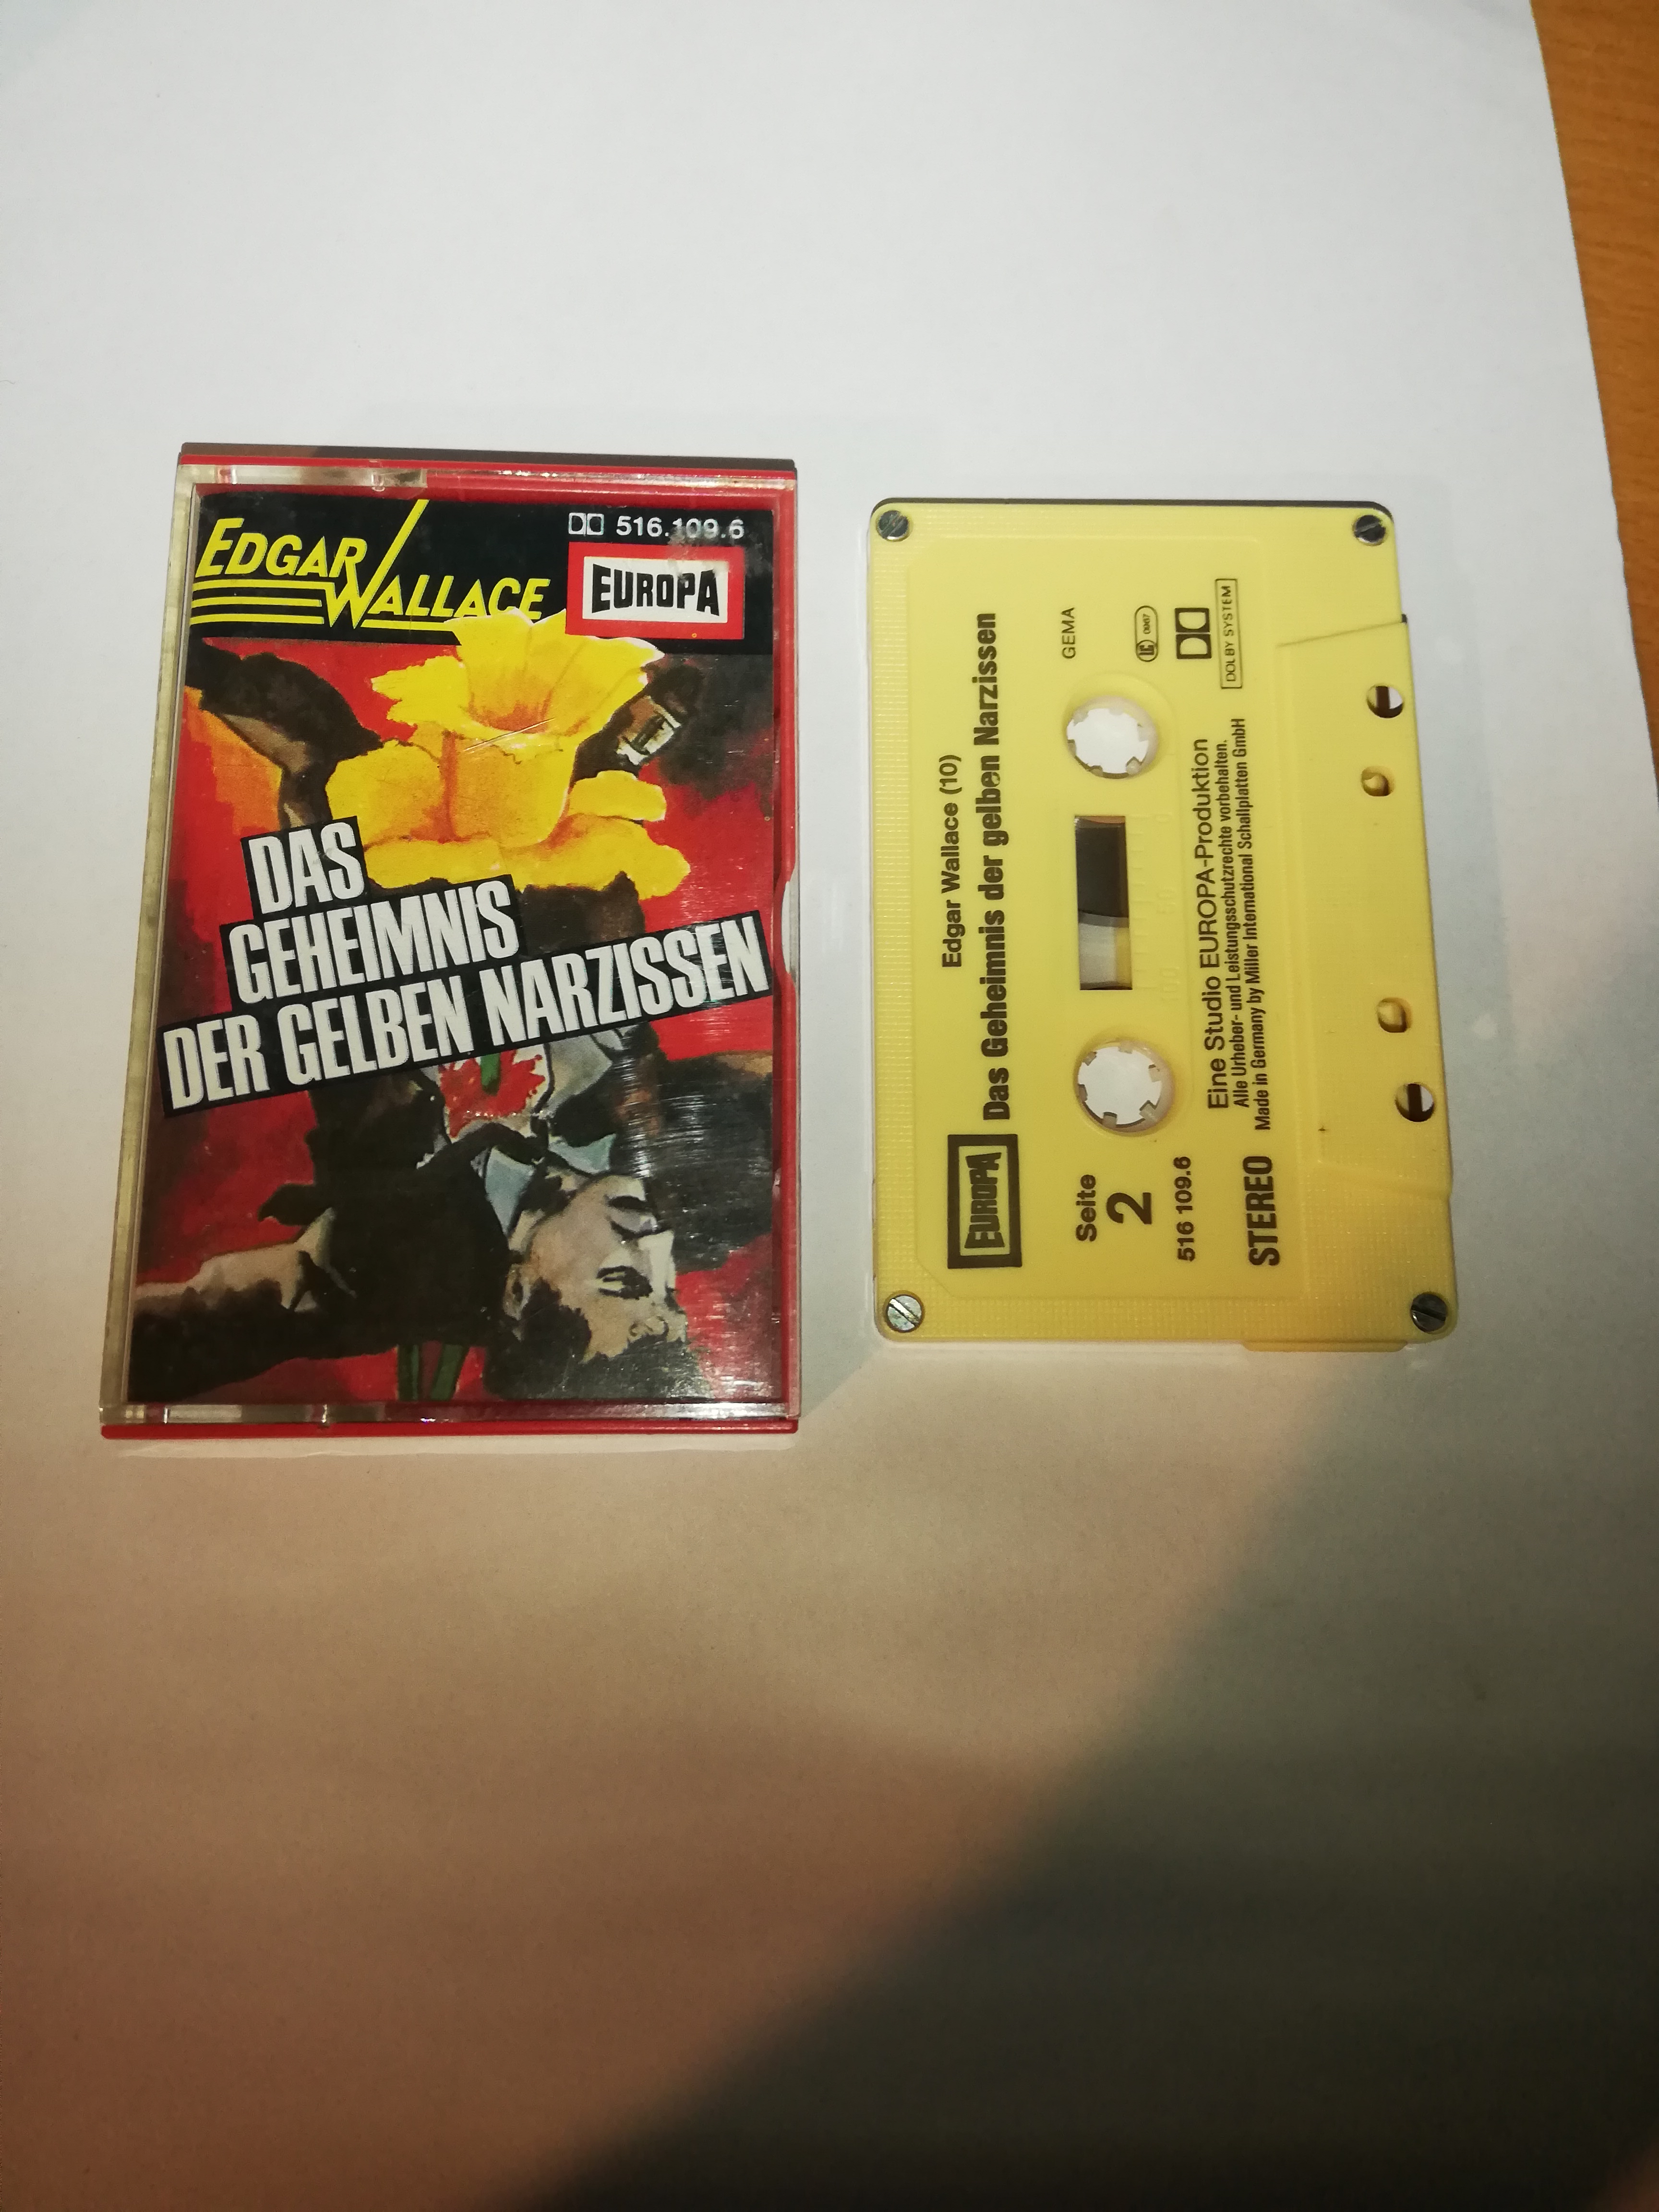 EDGAR
WALLACE
516.109.6
EUROPA
DAS
GEHEIMNIS
DER GELBEN NARZISSEN
Edgar Wallace (10)
EUROPA Das Geheimnis der gelben Narzissen
GEMA
Seite
2
LC 0967
516 109.6
DOLBY SYSTEM
Eine Studio EUROPA-Produktion
Alle Urheber- und Leistungsschutzrechte vorbehalten.
STEREO Made in Germany by Miller International Schallplatten GmbH